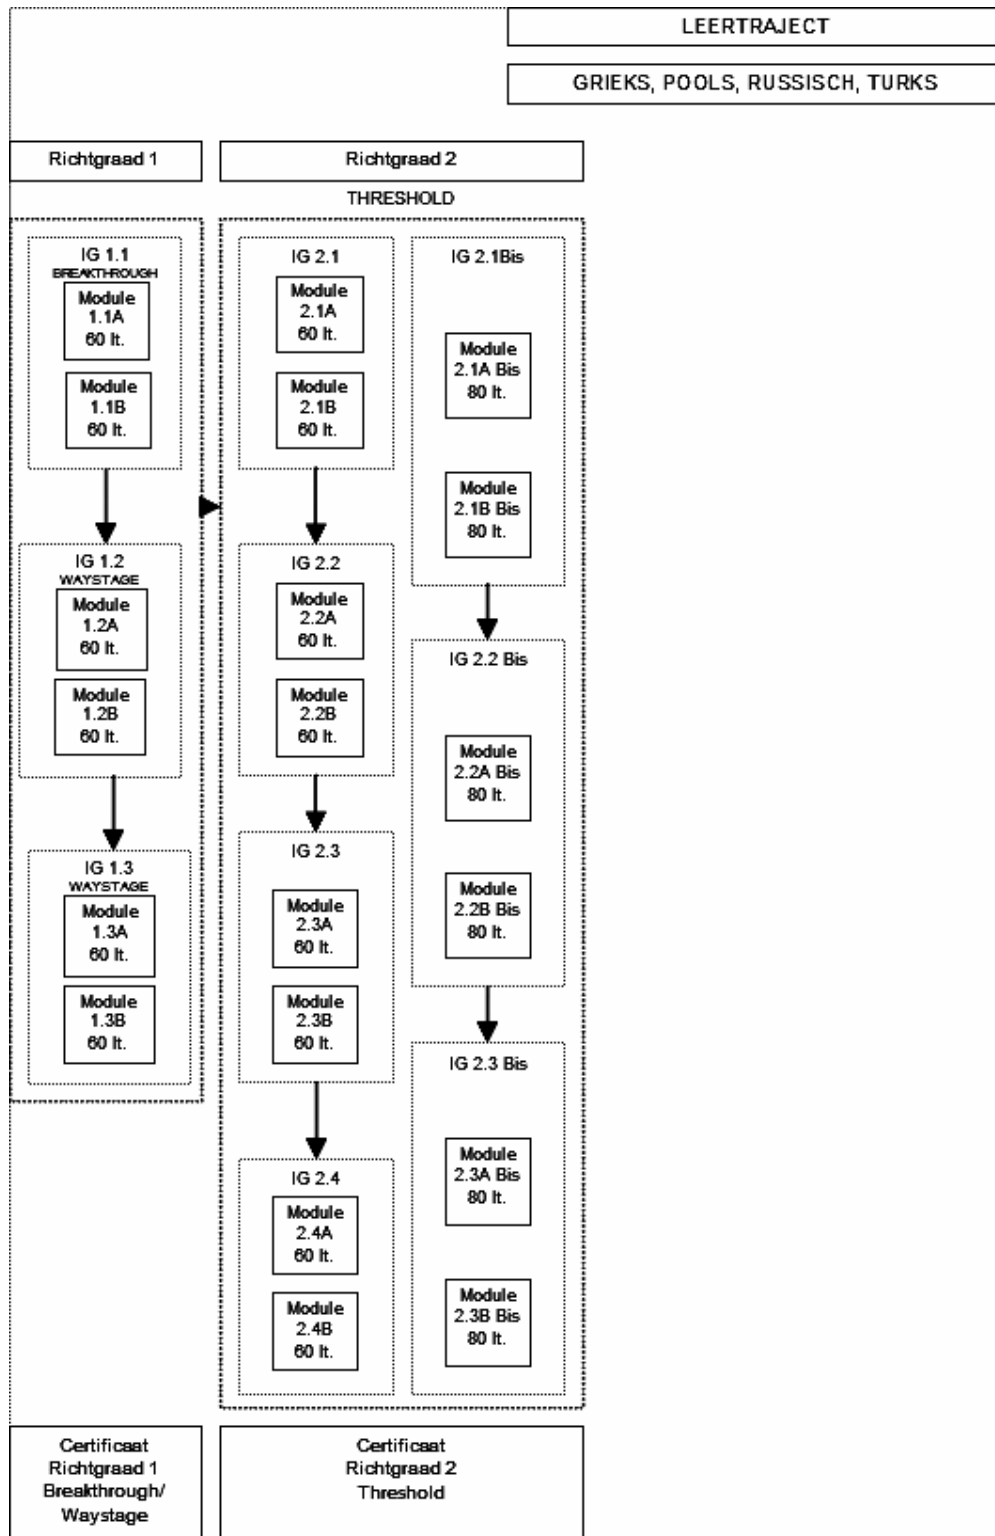 LEERTRAJECT
GRIEKS, POOLS, RUSSISCH, TURKS
Richtgraad 1
Richtgraad 2
THRESHOLD
IG 1.1
BREAKTHROUGH
Module
1.1A
60 lt.
Module
1.1B
60 lt.
IG 1.2
WAYSTAGE
Module
1.2A
60 lt.
Module
1.2B
60 lt.
IG 1.3
WAYSTAGE
Module
1.3A
60 lt.
Module
1.3B
60 lt.
IG 2.1
Module
2.1A
60 lt.
Module
2.1B
60 lt.
IG 2.2
Module
2.2A
60 lt.
Module
2.2B
60 lt.
IG 2.3
Module
2.3A
60 lt.
Module
2.3B
60 lt.
IG 2.4
Module
2.4A
60 lt.
Module
2.4B
60 lt.
IG 2.1Bis
Module
2.1A Bis
80 lt.
Module
2.1B Bis
80 lt.
IG 2.2 Bis
Module
2.2A Bis
80 lt.
Module
2.2B Bis
80 lt.
IG 2.3 Bis
Module
2.3A Bis
80 lt.
Module
2.3B Bis
80 lt.
Certificaat
Richtgraad 1
Breakthrough/
Waystage
Certificaat
Richtgraad 2
Threshold